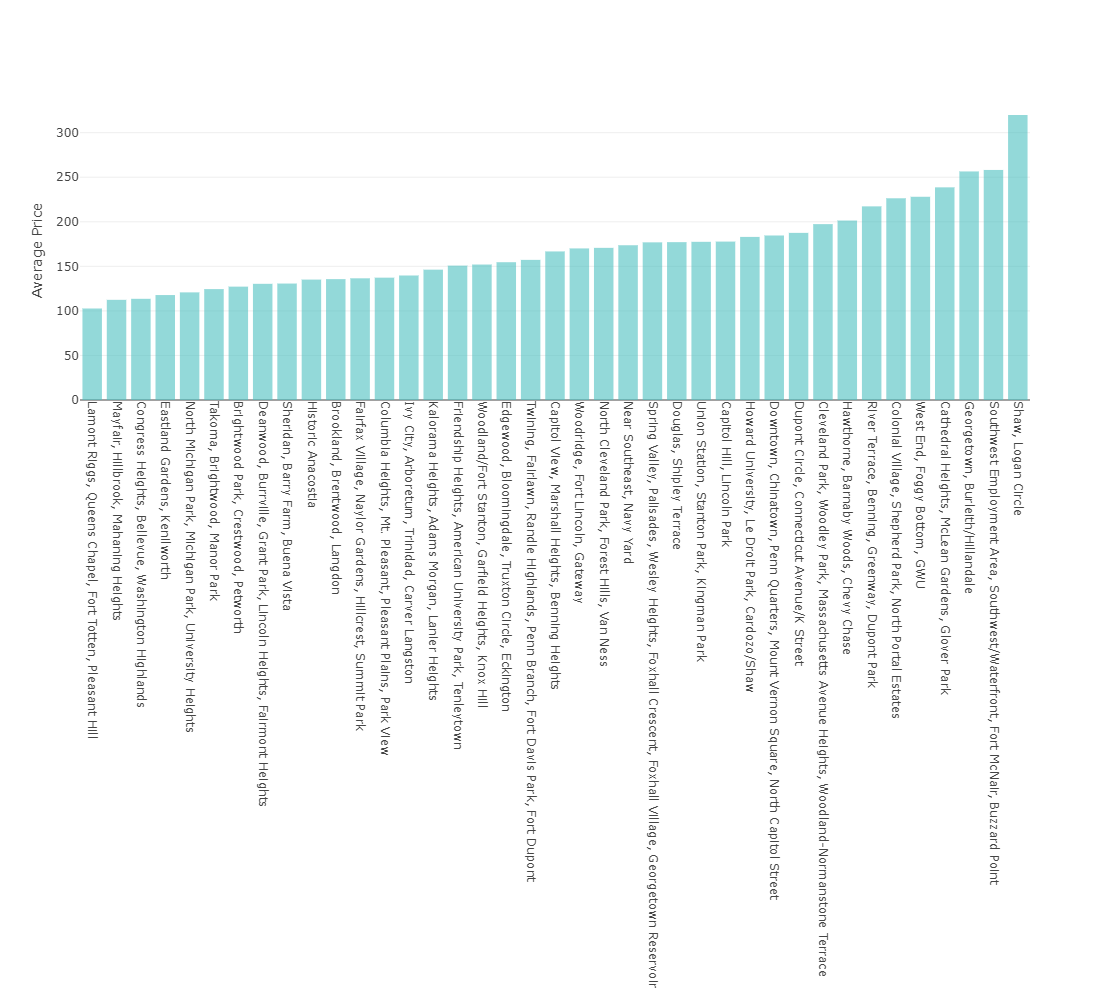 Average Price
300
250
200
150
100
50
0
Lamont Riggs, Queens Chapel, Fort Totten, Pleasant Hill
Mayfair, Hillbrook, Mahaning Heights
Congress Heights, Bellevue, Washington Highlands
Eastland Gardens, Kenilworth
North Michigan Park, Michigan Park, University Heights
Takoma, Brightwood, Manor Park
Brightwood Park, Crestwood, Petworth
Deanwood, Burrville, Grant Park, Lincoln Heights, Fairmont Heights
Sheridan, Barry Farm, Buena Vista
Historic Anacostia
Brookland, Brentwood, Langdon
Fairfax Village, Naylor Gardens, Hillcrest, Summit Park
Columbia Heights, Mt. Pleasant, Pleasant Plains, Park View
Ivy City, Arboretum, Trinidad, Carver Langston
Kalorama Heights, Adams Morgan, Lanier Heights
Friendship Heights, American University Park, Tenleytown
Woodland/Fort Stanton, Garfield Heights, Knox Hill
Edgewood, Bloomingdale, Truxton Circle, Eckington
Twining, Fairlawn, Randle Highlands, Penn Branch, Fort Davis Park, Fort Dupont
Capitol View, Marshall Heights, Benning Heights
Woodridge, Fort Lincoln, Gateway
North Cleveland Park, Forest Hills, Van Ness
Near Southeast, Navy Yard
Spring Valley, Palisades, Wesley Heights, Foxhall Crescent, Foxhall Village, Georgetown Reservoir
Douglas, Shipley Terrace
Union Station, Stanton Park, Kingman Park
Capitol Hill, Lincoln Park
Howard University, Le Droit Park, Cardozo/Shaw
Downtown, Chinatown, Penn Quarters, Mount Vernon Square, North Capitol Street
Dupont Circle, Connecticut Avenue/K Street
Cleveland Park, Woodley Park, Massachusetts Avenue Heights, Woodland-Normanstone Terrace
Hawthorne, Barnaby Woods, Chevy Chase
River Terrace, Benning, Greenway, Dupont Park
Colonial Village, Shepherd Park, North Portal Estates
West End, Foggy Bottom, GWU
Cathedral Heights, McLean Gardens, Glover Park
Georgetown, Burleith/Hillandale
Southwest Employment Area, Southwest/Waterfront, Fort McNair, Buzzard Point
Shaw, Logan Circle